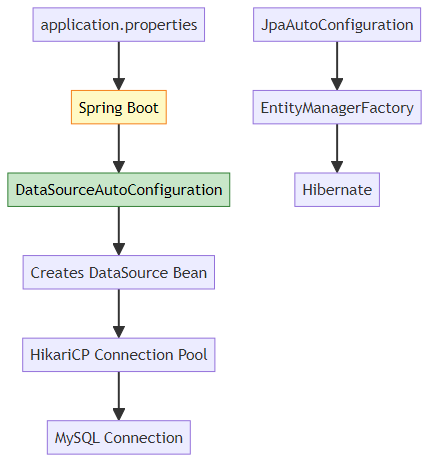 application.properties
JpaAutoConfiguration
Spring Boot
EntityManagerFactory
DataSourceAutoConfiguration
Hibernate
Creates DataSource Bean
HikariCP Connection Pool
MySQL Connection